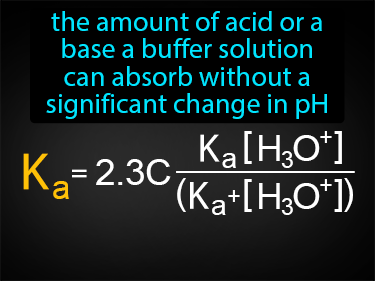 the amount of acid or a
base a buffer solution
can absorb without a
significant change in pH
Kₐ = 2.3C Kₐ[H₃O⁺] / (Kₐ+[H₃O⁺])